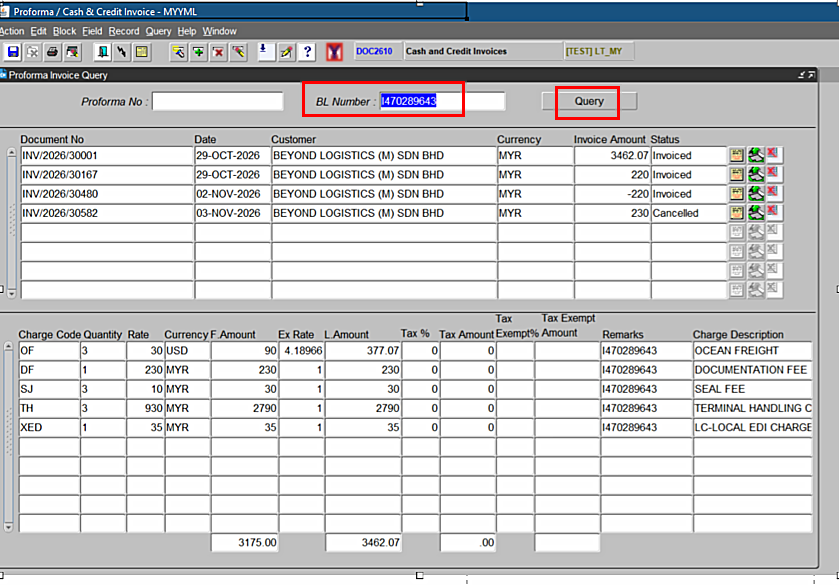 Proforma / Cash & Credit Invoice - MYYML
Action Edit Block Field Record Query Help Window
DOC2610 Cash and Credit Invoices [TEST] LT_MY
Proforma Invoice Query
Proforma No : BL Number : I470289643 Query
Document No Date Customer Currency Invoice Amount Status
INV/2026/30001 29-OCT-2026 BEYOND LOGISTICS (M) SDN BHD MYR 3462.07 Invoiced
INV/2026/30167 29-OCT-2026 BEYOND LOGISTICS (M) SDN BHD MYR 220 Invoiced
INV/2026/30480 02-NOV-2026 BEYOND LOGISTICS (M) SDN BHD MYR -220 Invoiced
INV/2026/30582 03-NOV-2026 BEYOND LOGISTICS (M) SDN BHD MYR 230 Cancelled
Charge Code Quantity Rate Currency F.Amount Ex Rate L.Amount Tax % Tax Amount Tax Exempt% Tax Exempt Amount Remarks Charge Description
OF 3 30 USD 90 4.18966 377.07 0 0 I470289643 OCEAN FREIGHT
DF 1 230 MYR 230 1 230 0 0 I470289643 DOCUMENTATION FEE
SJ 3 10 MYR 30 1 30 0 0 I470289643 SEAL FEE
TH 3 930 MYR 2790 1 2790 0 0 I470289643 TERMINAL HANDLING C
XED 1 35 MYR 35 1 35 0 0 I470289643 LC-LOCAL EDI CHARGE
3175.00 3462.07 .00